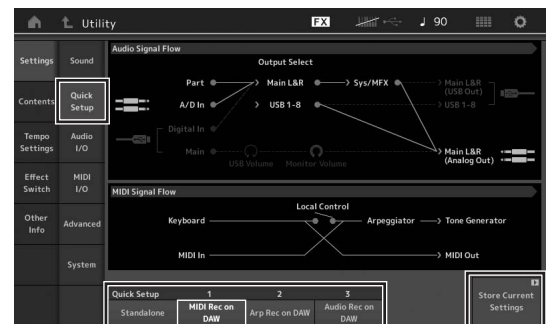 Utility
FX
90
Settings
Sound
Contents
Quick
Setup
Tempo
Settings
Audio
I/O
Effect
Switch
MIDI
I/O
Other
Info
Advanced
System
Audio Signal Flow
Output Select
Part
Main L&R
Sys/MFX
Main L&R
(USB Out)
A/D In
USB 1-8
USB 1-8
Digital In
Main
USB Volume
Monitor Volume
Main L&R
(Analog Out)
MIDI Signal Flow
Local Control
Keyboard
Arpeggiator
Tone Generator
MIDI In
MIDI Out
Quick Setup
1
2
3
Standalone
MIDI Rec on
DAW
Arp Rec on DAW
Audio Rec on
DAW
Store Current
Settings